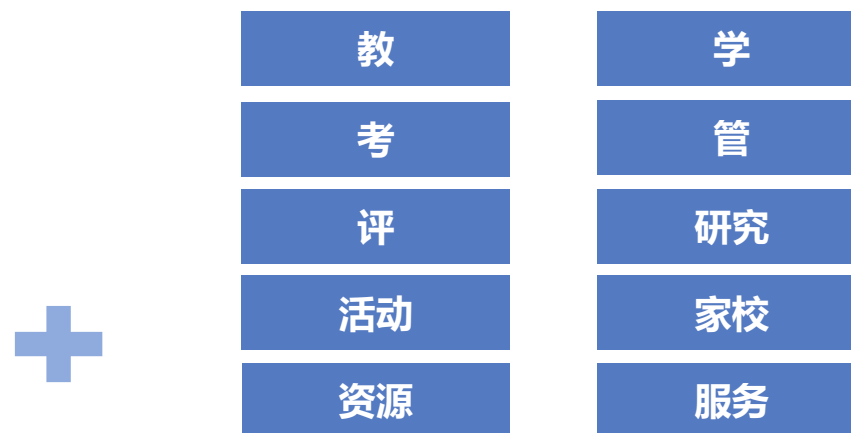 教 学
考 管
评 研究
活动 家校
资源 服务